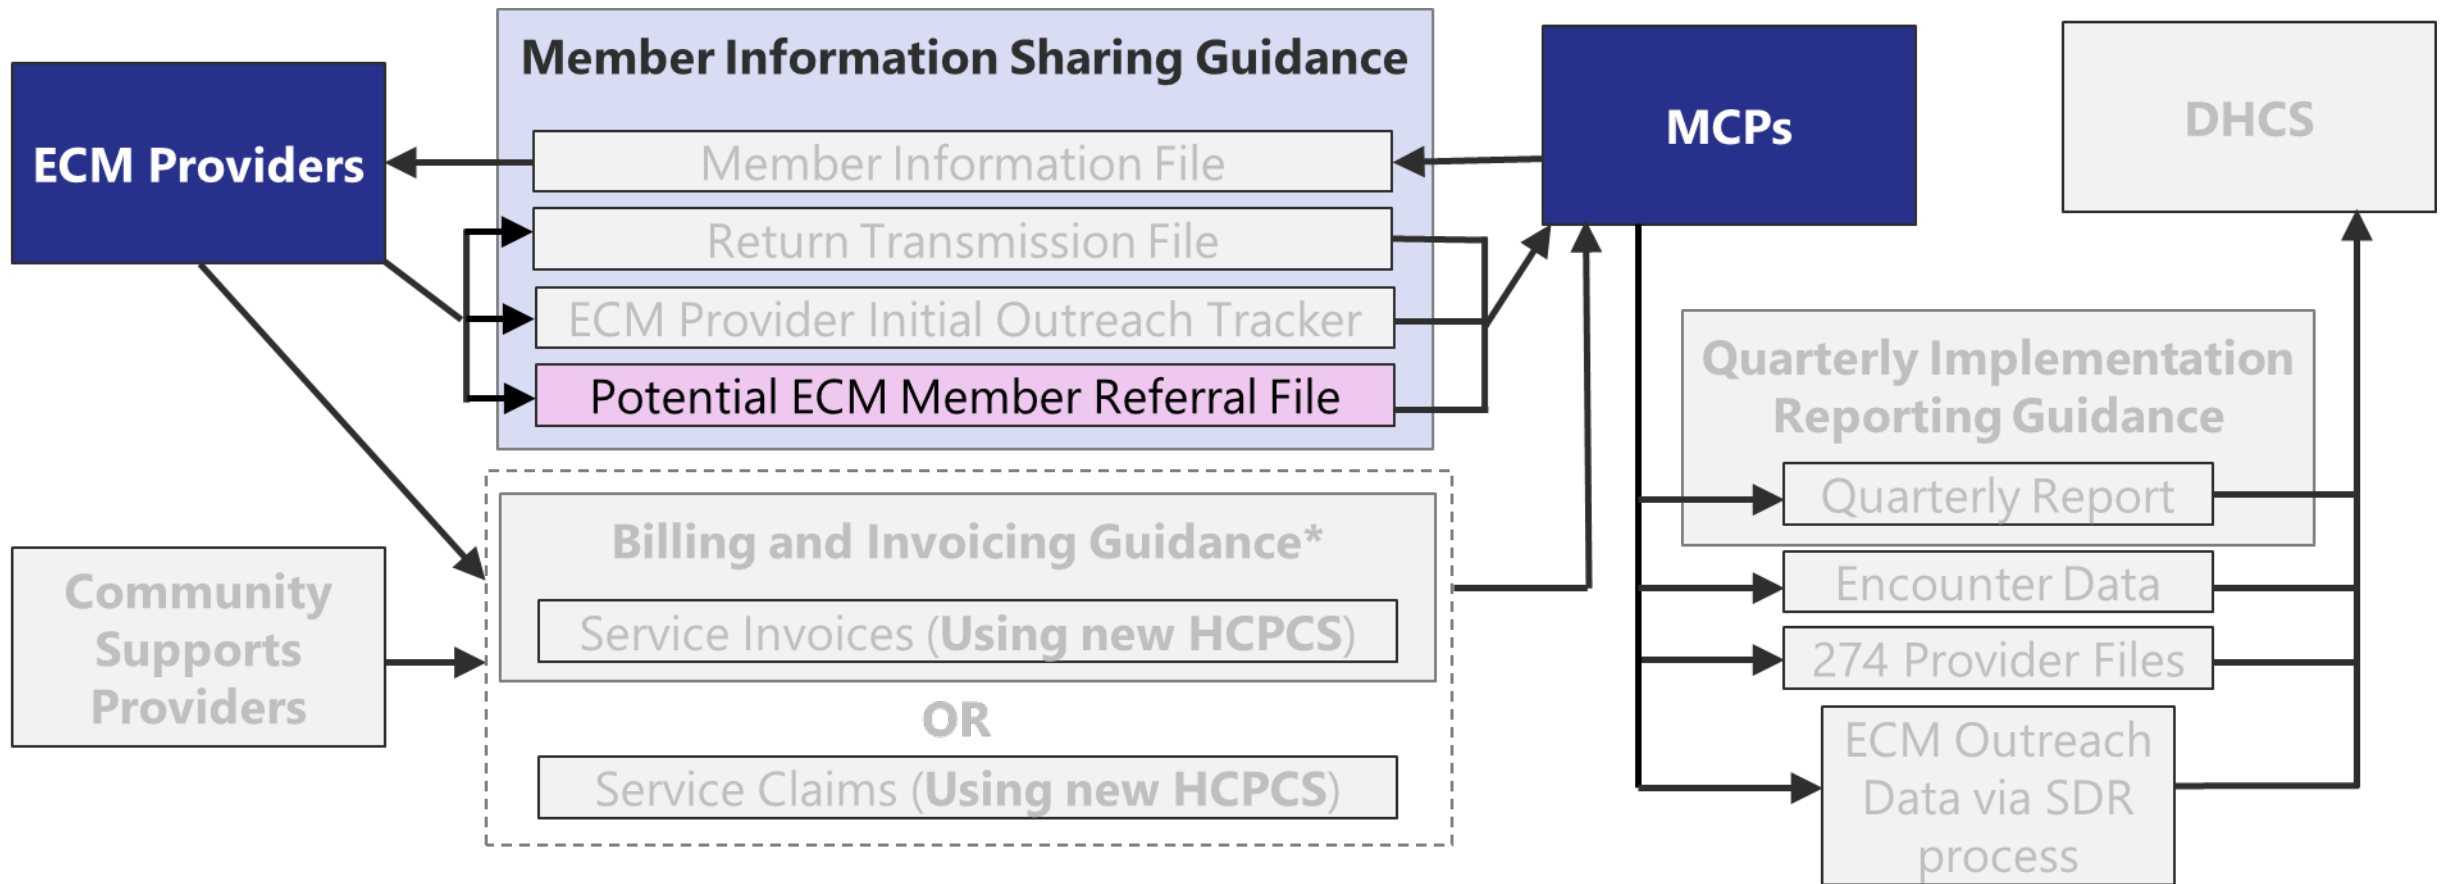 Member Information Sharing Guidance
ECM Providers
Member Information File
Return Transmission File
ECM Provider Initial Outreach Tracker
Potential ECM Member Referral File
MCPs
DHCS
Community
Supports
Providers
Billing and Invoicing Guidance*
Service Invoices (Using new HCPCS)
OR
Service Claims (Using new HCPCS)
Quarterly Implementation
Reporting Guidance
Quarterly Report
Encounter Data
274 Provider Files
ECM Outreach
Data via SDR
process